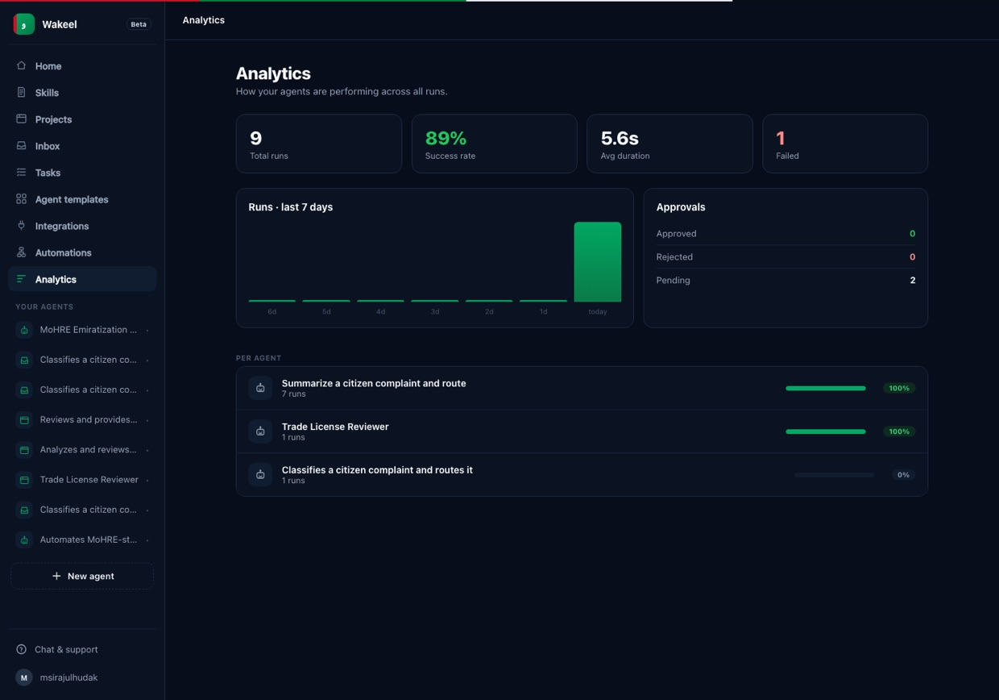 و
Wakeel
Beta
Home
Skills
Projects
Inbox
Tasks
Agent templates
Integrations
Automations
Analytics
YOUR AGENTS
MoHRE Emiratization ...
Classifies a citizen co...
Classifies a citizen co...
Reviews and provides...
Analyzes and reviews...
Trade License Reviewer
Classifies a citizen co...
Automates MoHRE-st...
+ New agent
Chat & support
M
msirajulhudak
Analytics
Analytics
How your agents are performing across all runs.
9
Total runs
89%
Success rate
5.6s
Avg duration
1
Failed
Runs · last 7 days
6d 5d 4d 3d 2d 1d today
Approvals
Approved 0
Rejected 0
Pending 2
PER AGENT
Summarize a citizen complaint and route
7 runs
100%
Trade License Reviewer
1 runs
100%
Classifies a citizen complaint and routes it
1 runs
0%